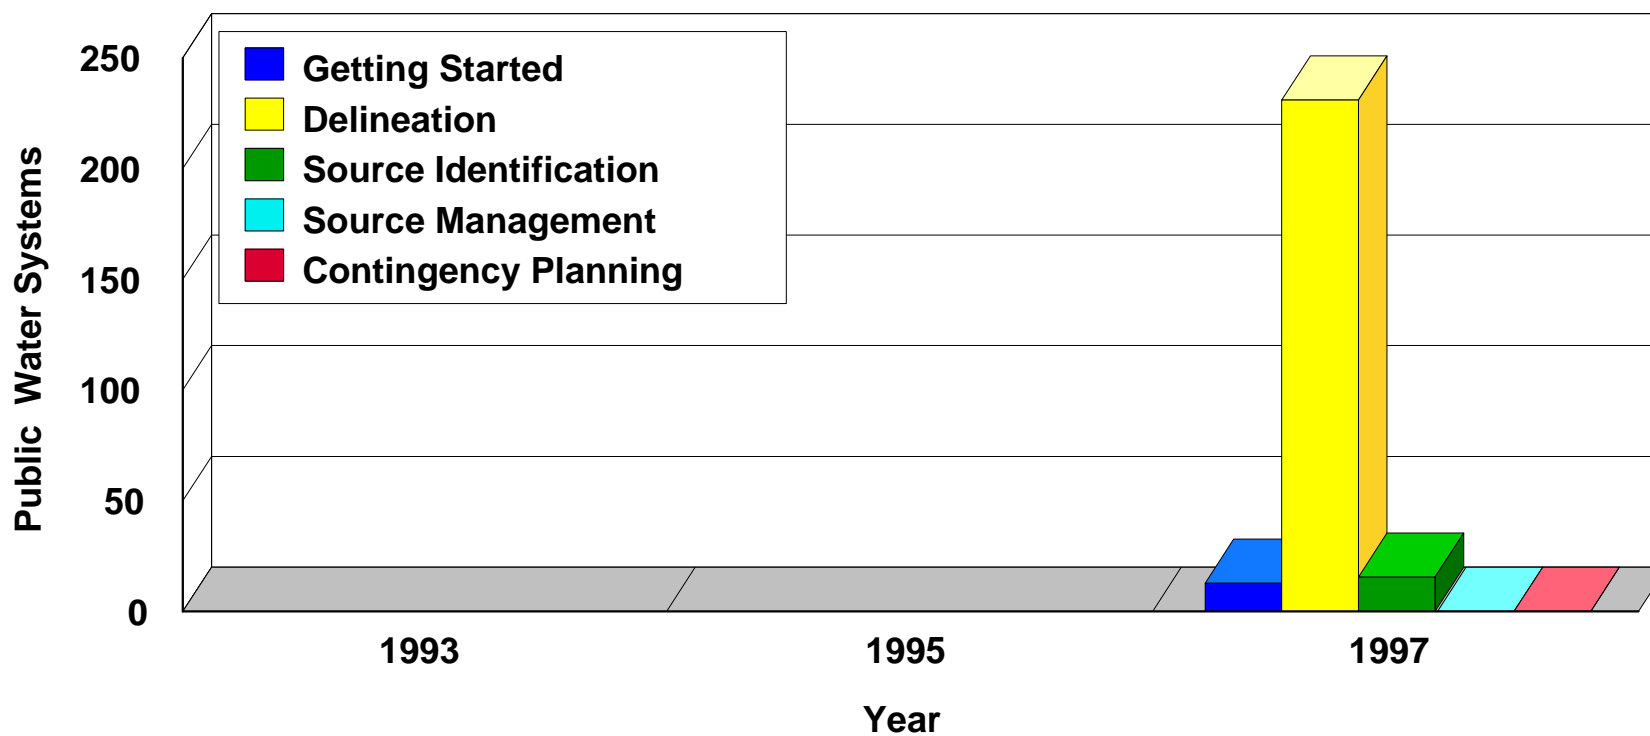 250
200
150
100
50
0
Public Water Systems
Getting Started
Delineation
Source Identification
Source Management
Contingency Planning
1993 1995 1997
Year